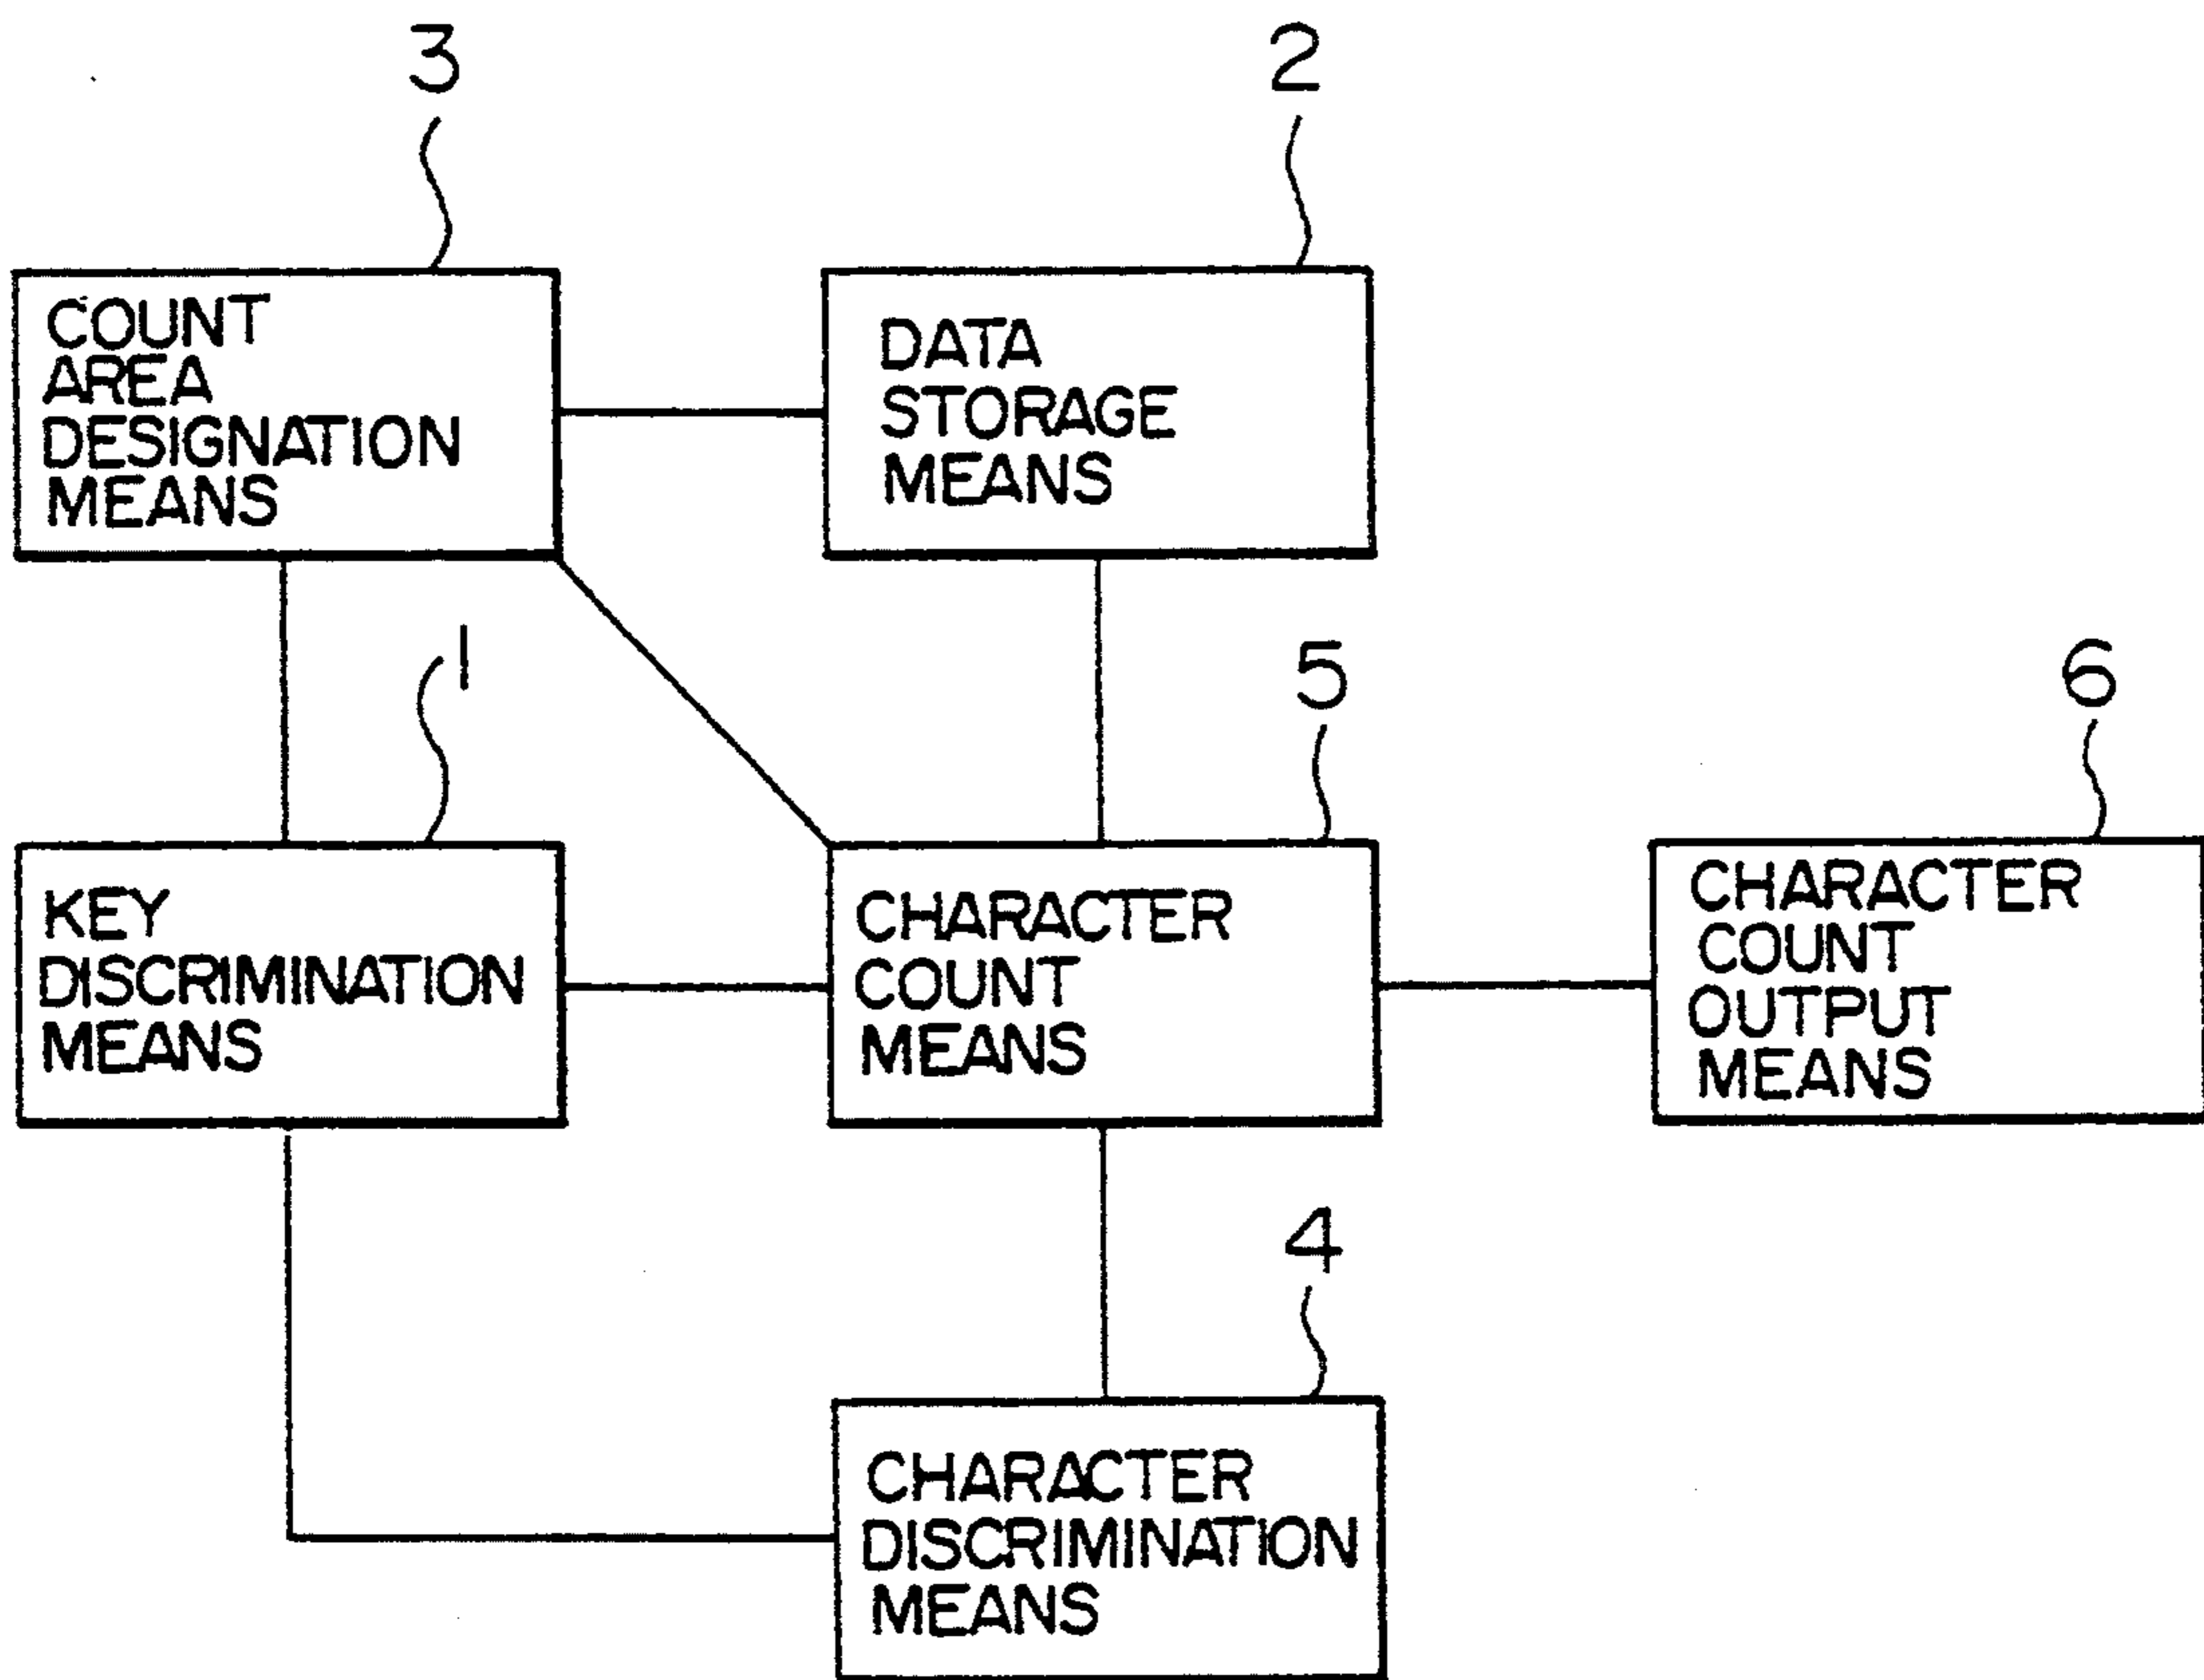 3
2
COUNT
AREA
DESIGNATION
MEANS
DATA
STORAGE
MEANS
1
5
6
KEY
DISCRIMINATION
MEANS
CHARACTER
COUNT
MEANS
CHARACTER
COUNT
OUTPUT
MEANS
4
CHARACTER
DISCRIMINATION
MEANS